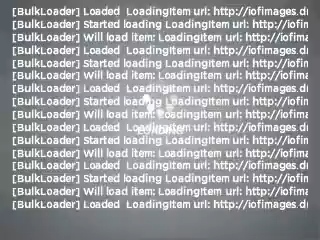 [BulkLoader] Loaded LoadingItem url: http://iofimages.d
[BulkLoader] Started loading LoadingItem url: http://iofi
[BulkLoader] Will load item: LoadingItem url: http://iofima
[BulkLoader] Loaded LoadingItem url: http://iofimages.d
[BulkLoader] Started loading LoadingItem url: http://iofi
[BulkLoader] Will load item: LoadingItem url: http://iofima
[BulkLoader] Loaded LoadingItem url: http://iofimages.d
[BulkLoader] Started loading LoadingItem url: http://iofi
[BulkLoader] Will load item: LoadingItem url: http://iofima
[BulkLoader] Loaded LoadingItem url: http://iofimages.d
LOADING
[BulkLoader] Started loading LoadingItem url: http://iofi
[BulkLoader] Will load item: LoadingItem url: http://iofima
[BulkLoader] Loaded LoadingItem url: http://iofimages.d
[BulkLoader] Started loading LoadingItem url: http://iofi
[BulkLoader] Will load item: LoadingItem url: http://iofima
[BulkLoader] Loaded LoadingItem url: http://iofimages.d